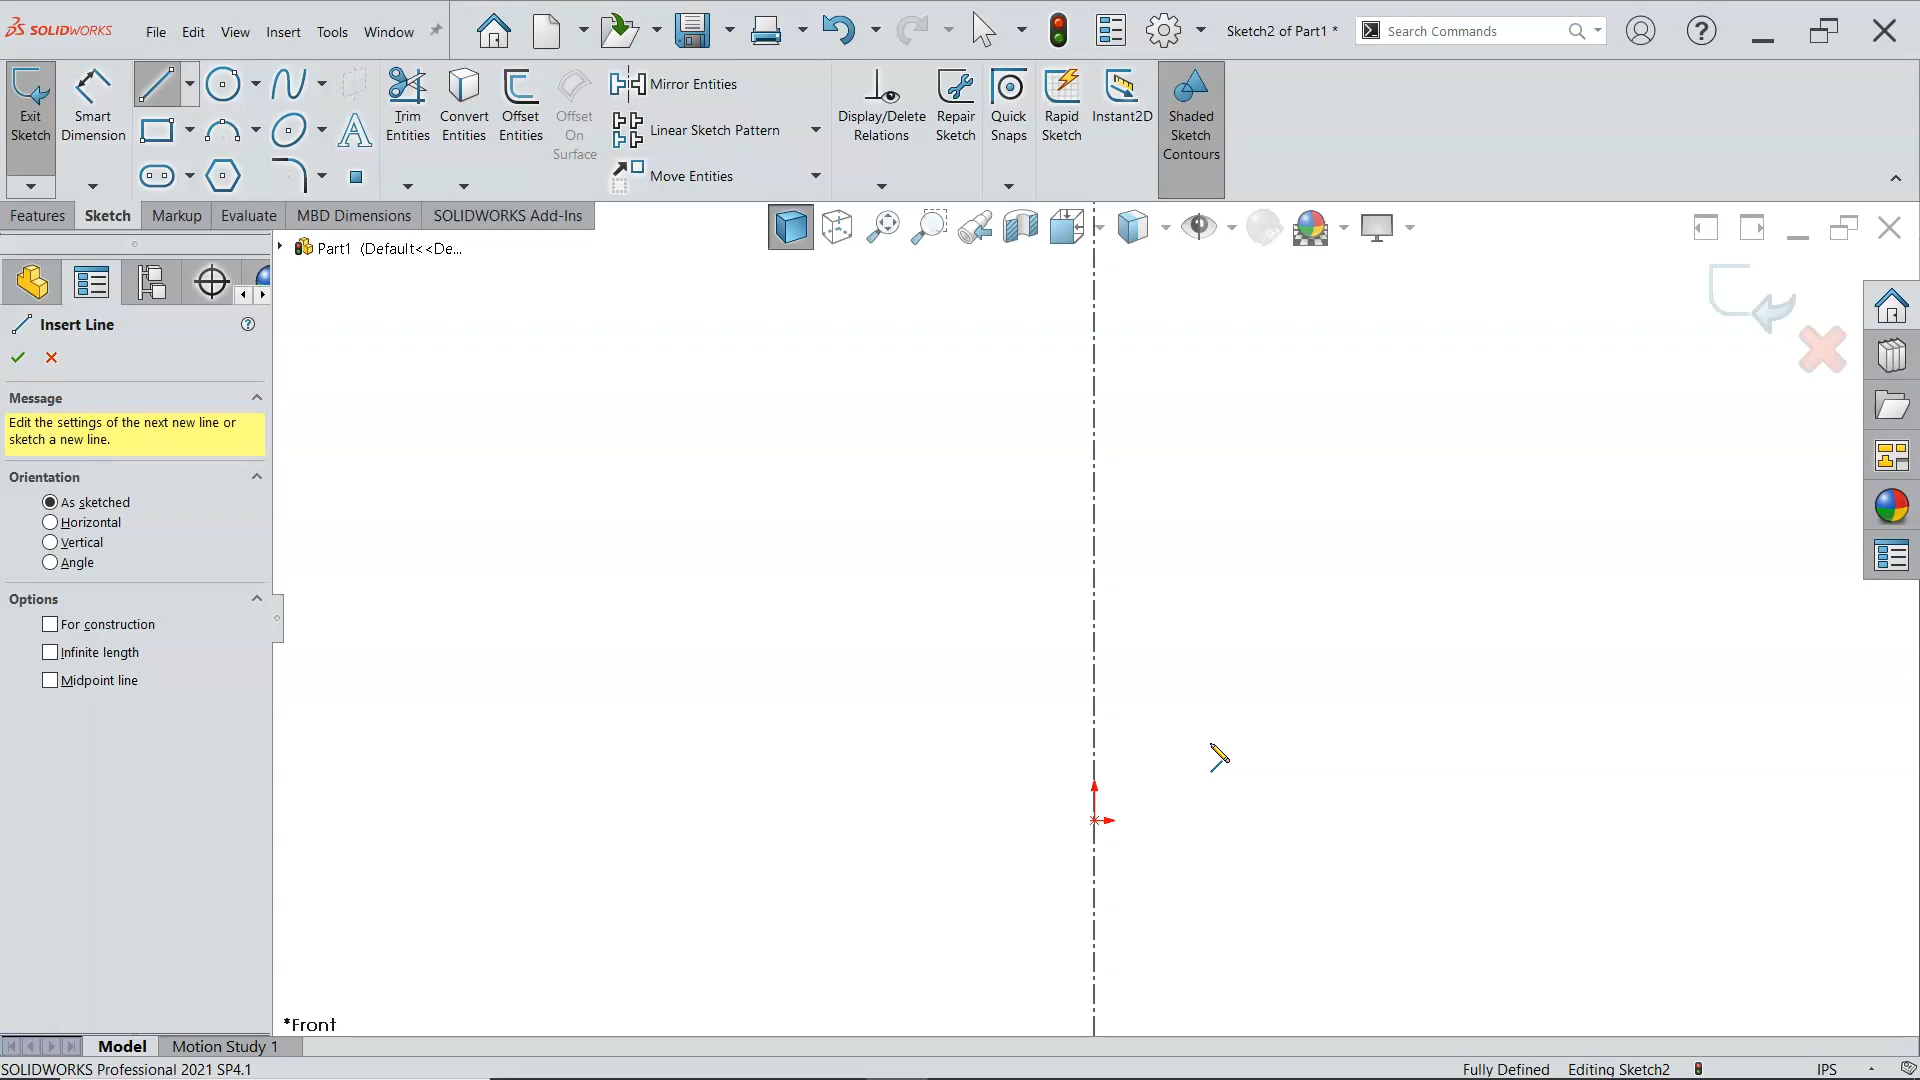 SOLIDWORKS
File Edit View Insert Tools Window
Sketch2 of Part1 *
Search Commands
Exit Sketch
Smart Dimension
Trim Entities
Convert Entities
Offset Entities
Offset On Surface
Mirror Entities
Linear Sketch Pattern
Move Entities
Display/Delete Relations
Repair Sketch
Quick Snaps
Rapid Sketch
Instant2D
Shaded Sketch Contours
Features Sketch Markup Evaluate MBD Dimensions SOLIDWORKS Add-Ins
Part1 (Default<<De...
Insert Line
Message
Edit the settings of the next new line or
sketch a new line.
Orientation
As sketched
Horizontal
Vertical
Angle
Options
For construction
Infinite length
Midpoint line
*Front
Model Motion Study 1
SOLIDWORKS Professional 2021 SP4.1
Fully Defined Editing Sketch2 IPS